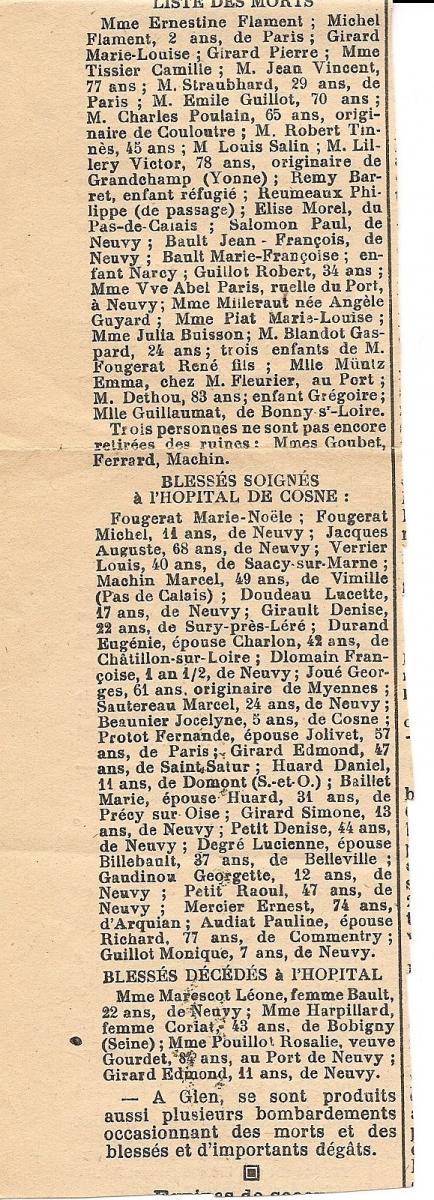 LISTE DES MORTS
Mme Ernestine Flament ; Michel
Flament, 2 ans, de Paris ; Girard
Marie-Louise ; Girard Pierre ; Mme
Tissier Camille ; M. Jean Vincent,
77 ans ; M. Straubhard, 29 ans, de
Paris ; M. Emile Guillot, 70 ans ;
M. Charles Poulain, 65 ans, origi-
naire de Couloutre ; M. Robert Tin-
nès, 45 ans ; M Louis Salin ; M. Lil-
lery Victor, 78 ans, originaire de
Grandchamp (Yonne) ; Remy Bar-
ret, enfant réfugié ; Reumeaux Phi-
lippe (de passage) ; Elise Morel, du
Pas-de-Calais ; Salomon Paul, de
Neuvy ; Bault Jean - François, de
Neuvy ; Bault Marie-Françoise ; en-
fant Narcy ; Guillot Robert, 34 ans ;
Mme Vve Abel Paris, ruelle du Port,
à Neuvy; Mme Milleraut née Angèle
Guyard ; Mme Piat Marie-Louise ;
Mme Julia Buisson; M. Blandot Gas-
pard, 24 ans ; trois enfants de M.
Fougerat René fils ; Mlle Müntz
Emma, chez M. Fleurier, au Port ;
M. Dethou, 83 ans; enfant Grégoire;
Mlle Guillaumat, de Bonny s'-Loire.
Trois personnes ne sont pas encore
retirées des ruines: Mmes Goubet,
Ferrard, Machin.
BLESSÉS SOIGNÉS
à l'HOPITAL DE COSNE :
Fougerat Marie-Noële ; Fougerat
Michel, 11 ans, de Neuvy ; Jacques
Auguste, 68 ans, de Neuvy ; Verrier
Louis, 40 ans, de Saacy-sur-Marne ;
Machin Marcel, 49 ans, de Vimille
(Pas de Calais) ; Doudeau Lucette,
17 ans, de Neuvy ; Girault Denise,
22 ans, de Sury-près-Léré ; Durand
Eugénie, épouse Charlon, 42 ans, de
Châtillon-sur-Loire ; Dlomain Fran-
çoise, 1 an 1/2, de Neuvy ; Joué Geor-
ges, 61 ans, originaire de Myennes ;
Sautereau Marcel, 24 ans, de Neuvy ;
Beaunier Jocelyne, 5 ans, de Cosne ;
Protot Fernande, épouse Jolivet, 57
ans, de Paris ; Girard Edmond, 47
ans, de Saint-Satur ; Huard Daniel,
11 ans, de Domont (S.-et-O.) ; Baillet
Marie, épouse Huard, 31 ans, de
Précy sur Oise ; Girard Simone, 13
ans, de Neuvy ; Petit Denise, 44 ans,
de Neuvy ; Degré Lucienne, épouse
Billebault, 37 ans, de Belleville ;
Gaudinou Georgette, 12 ans, de
Neuvy ; Petit Raoul, 47 ans, de
Neuvy ; Mercier Ernest, 74 ans,
d'Arquian ; Audiat Pauline, épouse
Richard, 77 ans, de Commentry ;
Guillot Monique, 7 ans, de Neuvy.
BLESSÉS DÉCÉDÉS à l'HOPITAL
Mme Marescot Léone, femme Bault,
22 ans, de Neuvy ; Mme Harpillard,
femme Coriat, 43 ans, de Bobigny
(Seine) ; Mme Pouillot Rosalie, veuve
Gourdet, ans, au Port de Neuvy ;
Girard Edmond, 11 ans, de Neuvy.
— A Gien, se sont produits
aussi plusieurs bombardements
occasionnant des morts et des
blessés et d'importants dégâts.